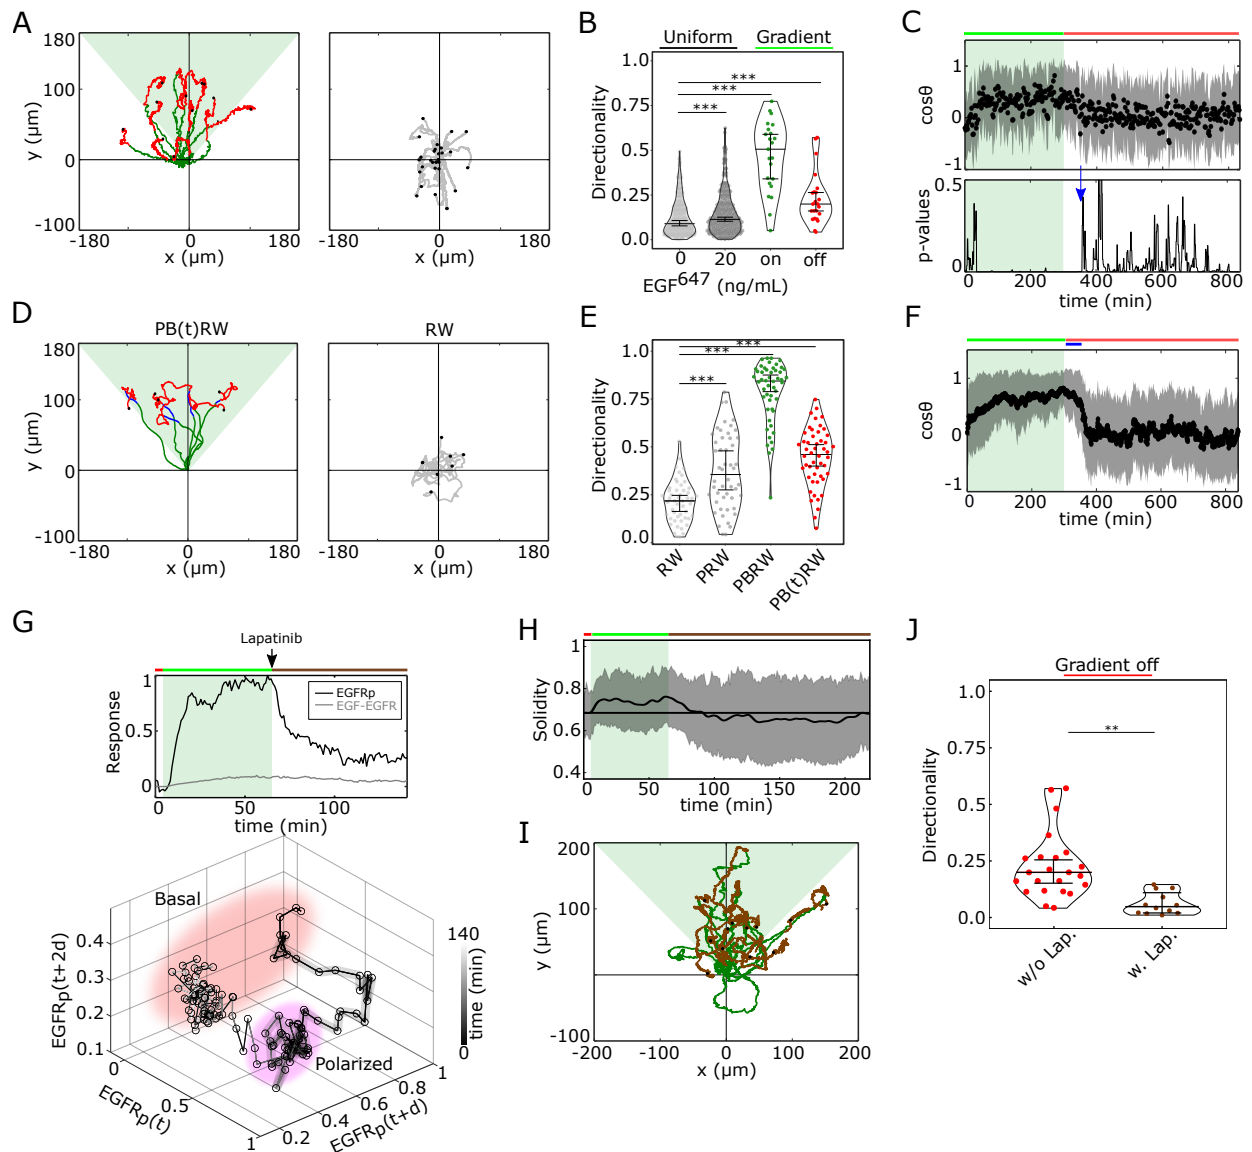 A
180
100
0
-100
y (µm)
-180
0
180
x (µm)
-180
0
180
x (µm)
B
Uniform
Gradient
***
***
***
1.0
0.75
0.5
0.25
0.0
Directionality
0
20
on
off
EGF647 (ng/mL)
C
1
0
-1
cosθ
0.5
0
p-values
0
200
400
600
800
time (min)
D
PB(t)RW
RW
180
100
0
-100
y (µm)
-180
0
180
x (µm)
-180
0
180
x (µm)
E
***
***
***
1.0
0.75
0.5
0.25
0.0
Directionality
RW
PRW
PBRW
PB(t)RW
F
1
0
-1
cosθ
0
200
400
600
800
time (min)
G
Lapatinib
1
0.5
0
Response
EGFRp
EGF-EGFR
0
50
100
time (min)
Basal
Polarized
0.4
0.3
0.2
0.1
EGFRp(t+2d)
0
0.5
1
EGFRp(t)
0.2
0.4
0.6
0.8
1
EGFRp(t+d)
140
0
time (min)
H
1
0.8
0.6
0.4
Solidity
0
50
100
150
200
time (min)
I
200
100
0
-100
y (µm)
-200
-100
0
100
200
x (µm)
J
Gradient off
**
1.0
0.75
0.5
0.25
0.0
Directionality
w/o Lap.
w. Lap.